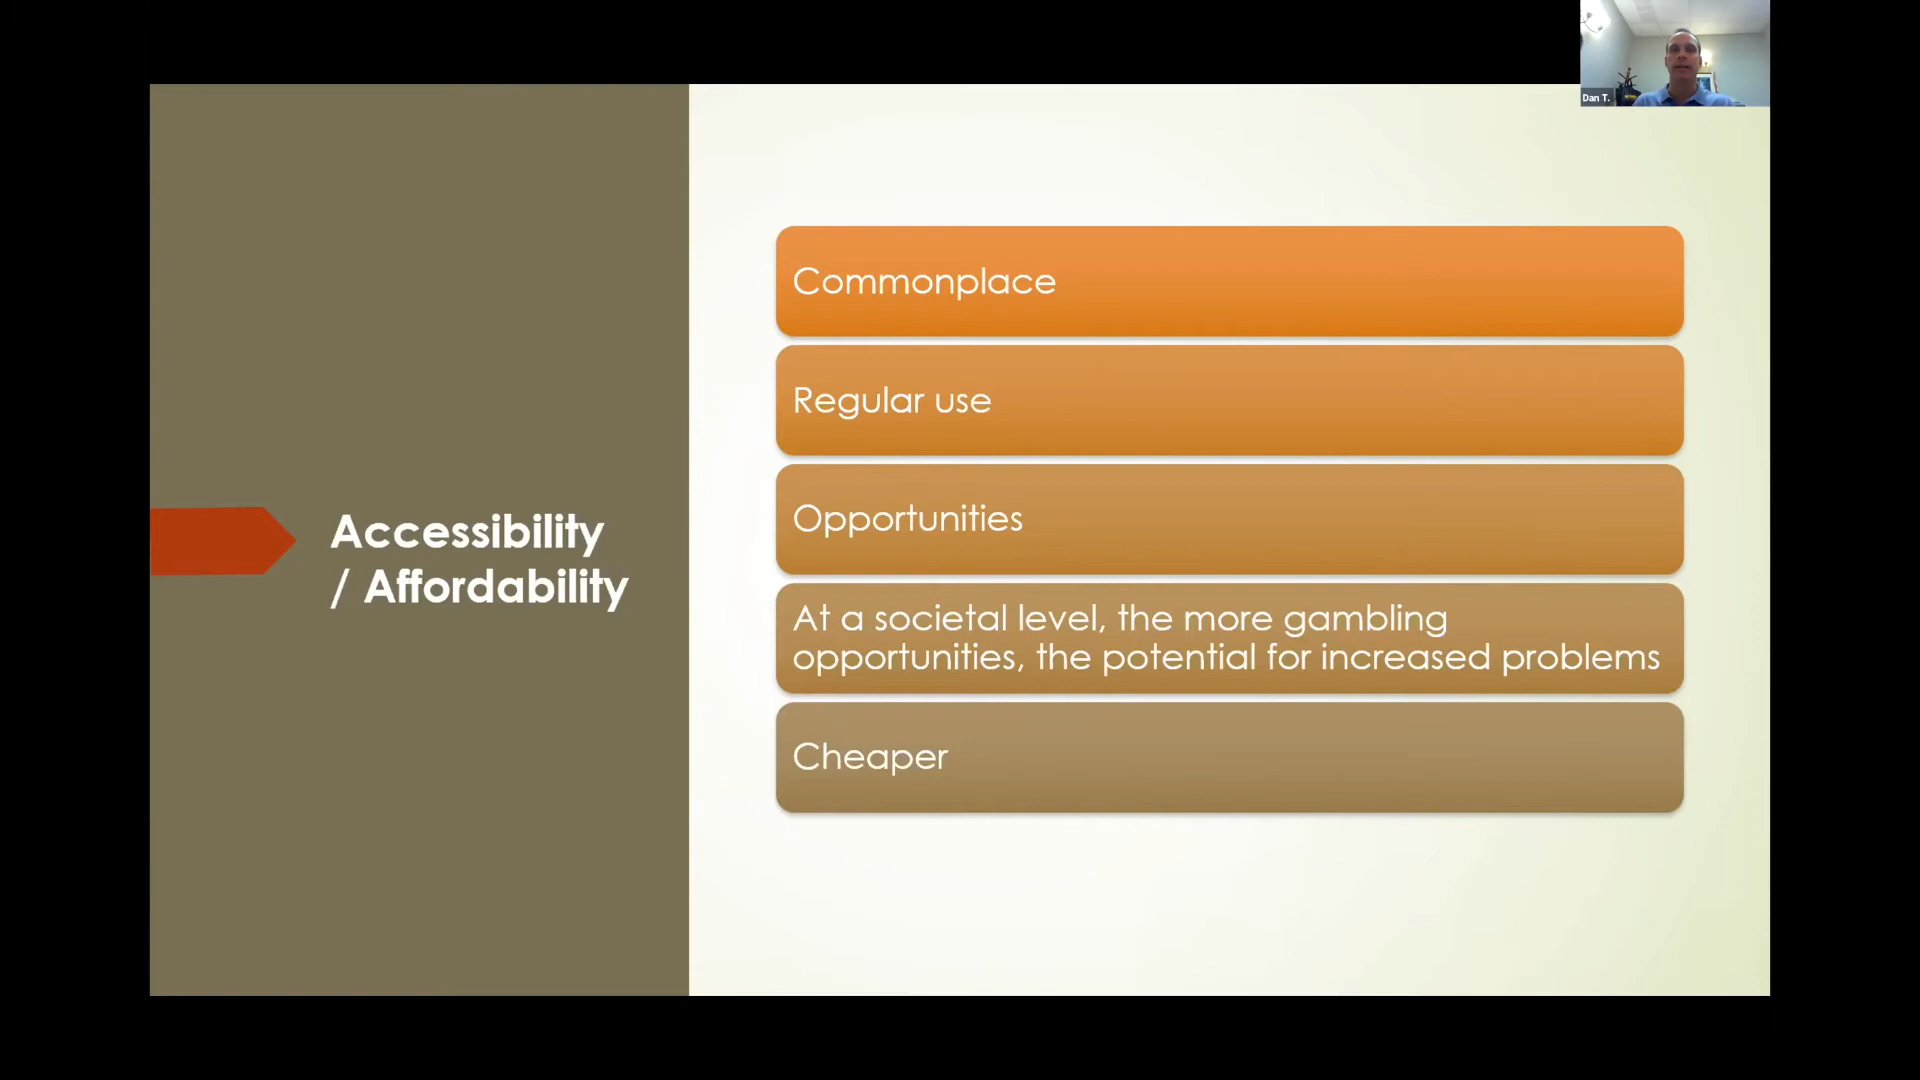 Dan T.
Accessibility
/ Affordability
Commonplace
Regular use
Opportunities
At a societal level, the more gambling
opportunities, the potential for increased problems
Cheaper